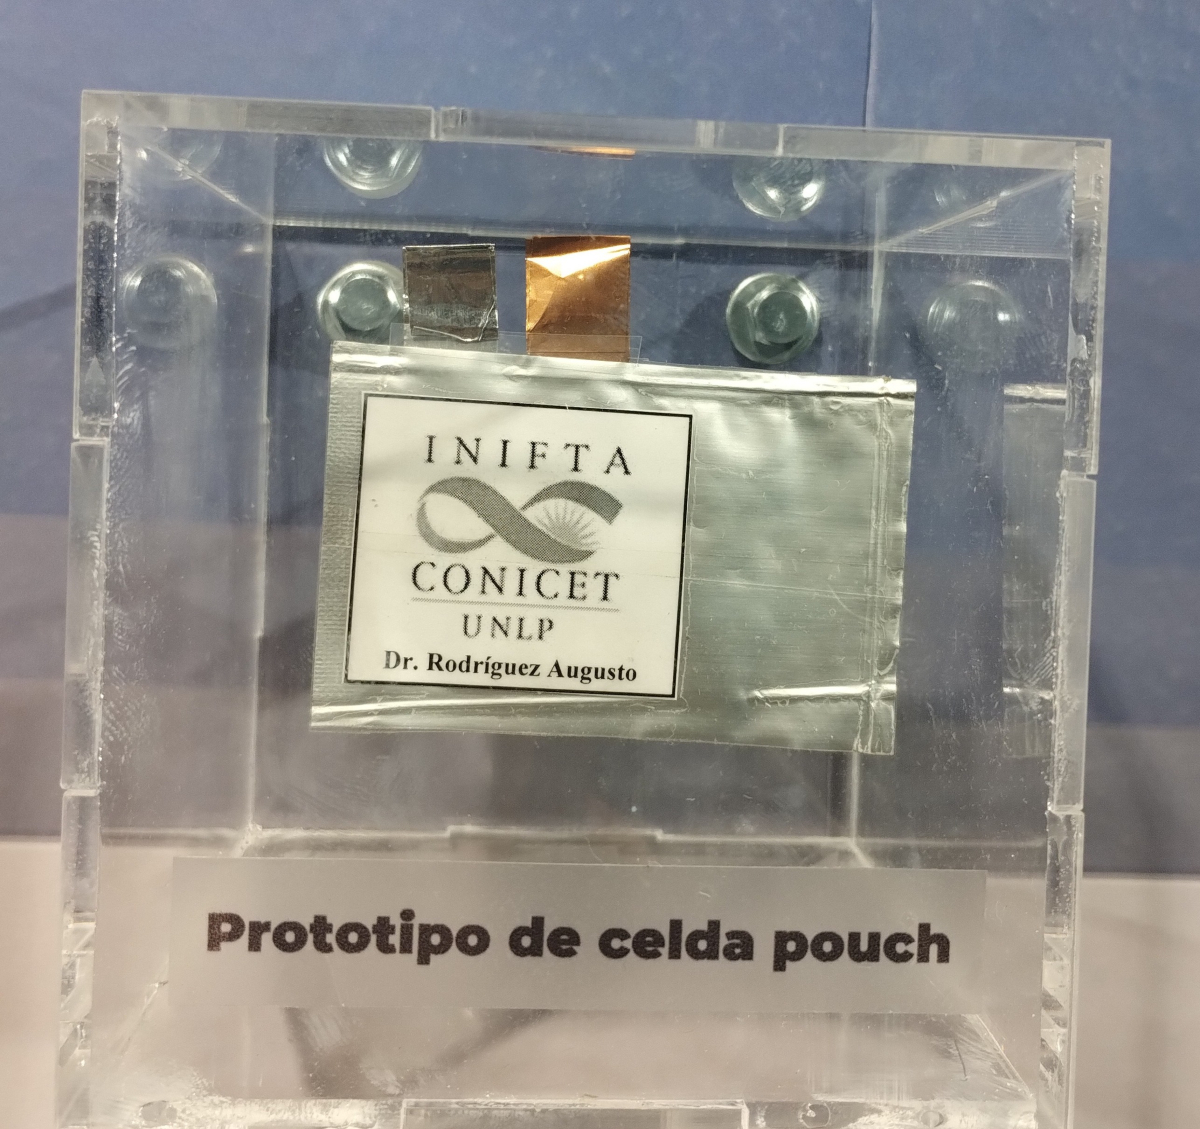 INIFTA
CONICET
UNLP
Dr. Rodríguez Augusto
Prototipo de celda pouch